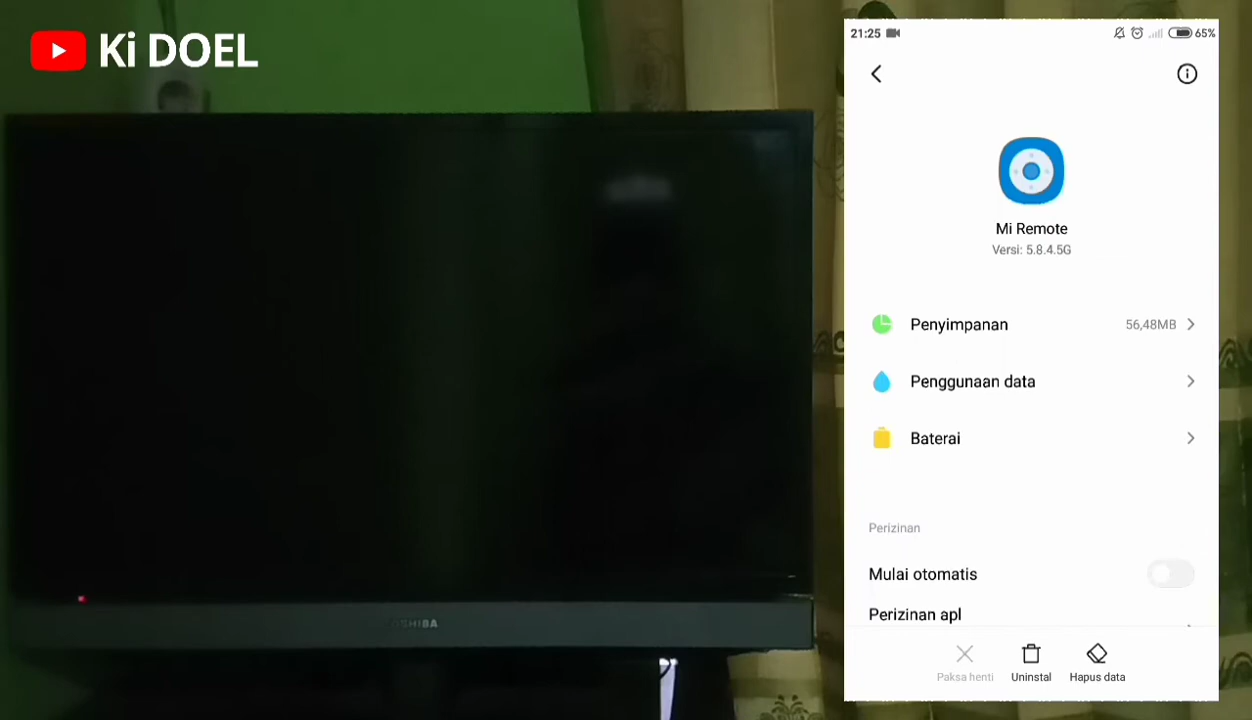 Ki DOEL
21:25
65%
Mi Remote
Versi: 5.8.4.5G
Penyimpanan
56,48MB
Penggunaan data
Baterai
Perizinan
Mulai otomatis
Perizinan apl
Paksa henti
Uninstal
Hapus data
TOSHIBA